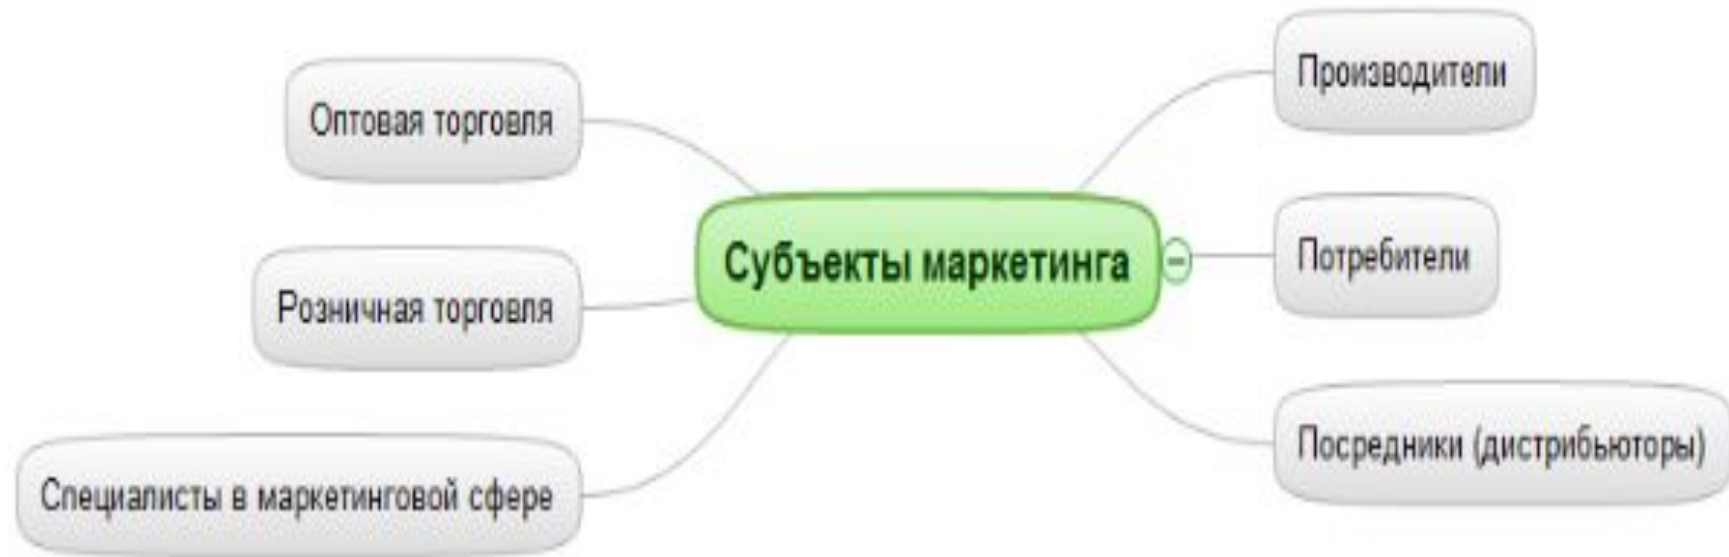 Субъекты маркетинга
Производители
Потребители
Посредники (дистрибьюторы)
Оптовая торговля
Розничная торговля
Специалисты в маркетинговой сфере